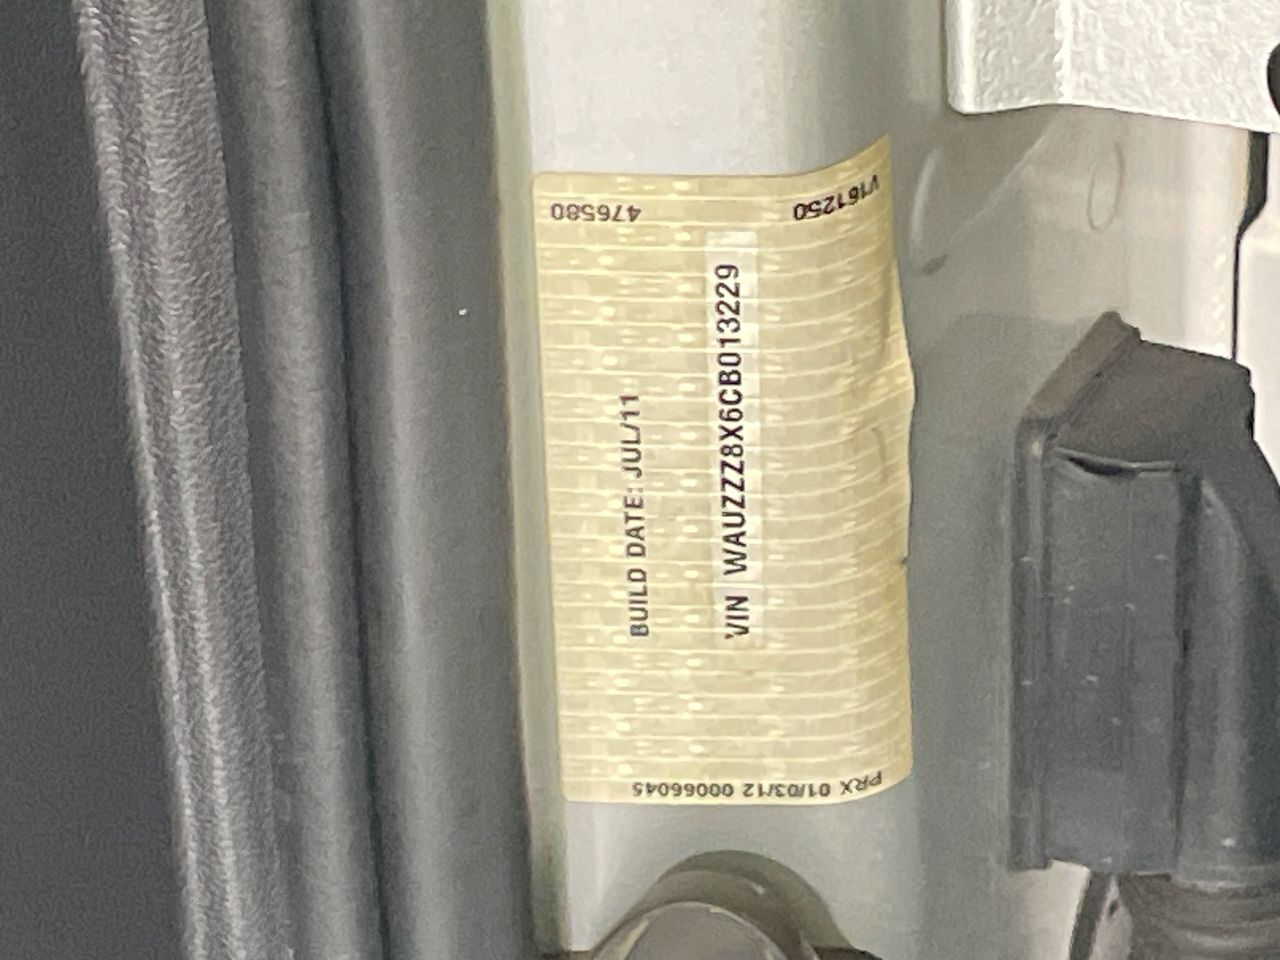 476580
V161250
BUILD DATE: JUL/11
VIN WAUZZZ8X6CB013229
PRX 01/03/12 00066045